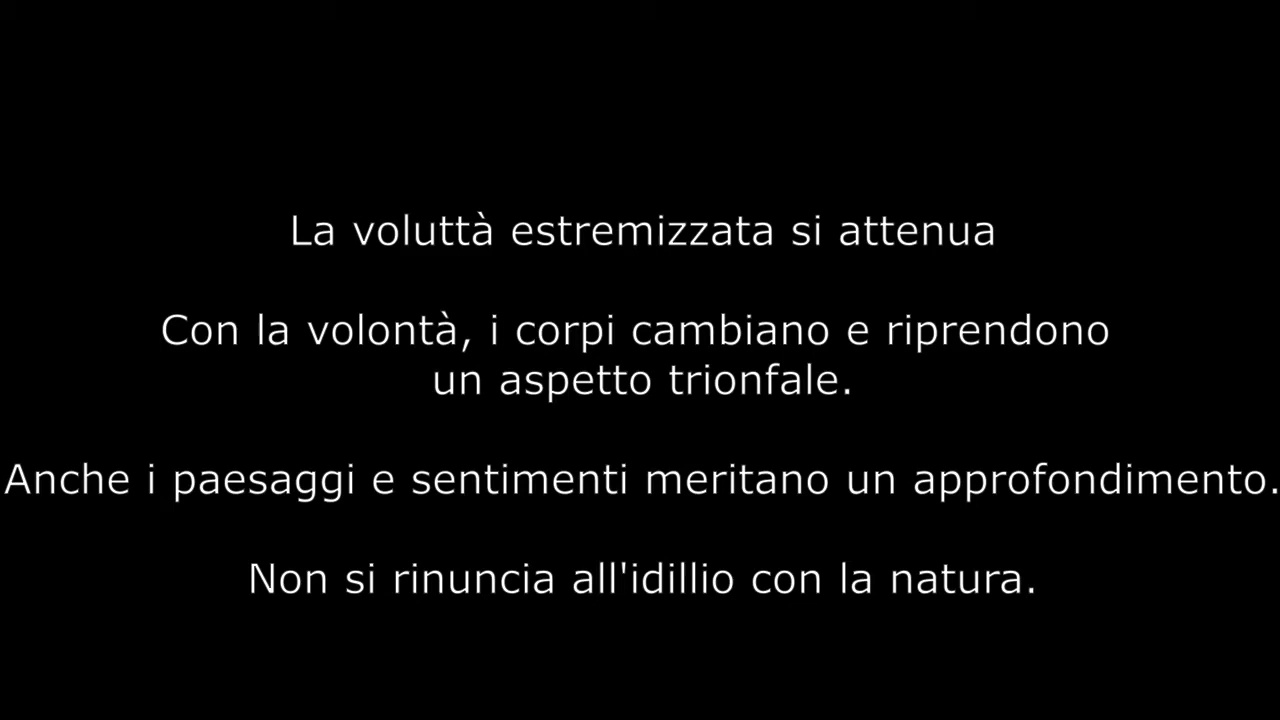 La voluttà estremizzata si attenua
Con la volontà, i corpi cambiano e riprendono
un aspetto trionfale.
Anche i paesaggi e sentimenti meritano un approfondimento.
Non si rinuncia all'idillio con la natura.